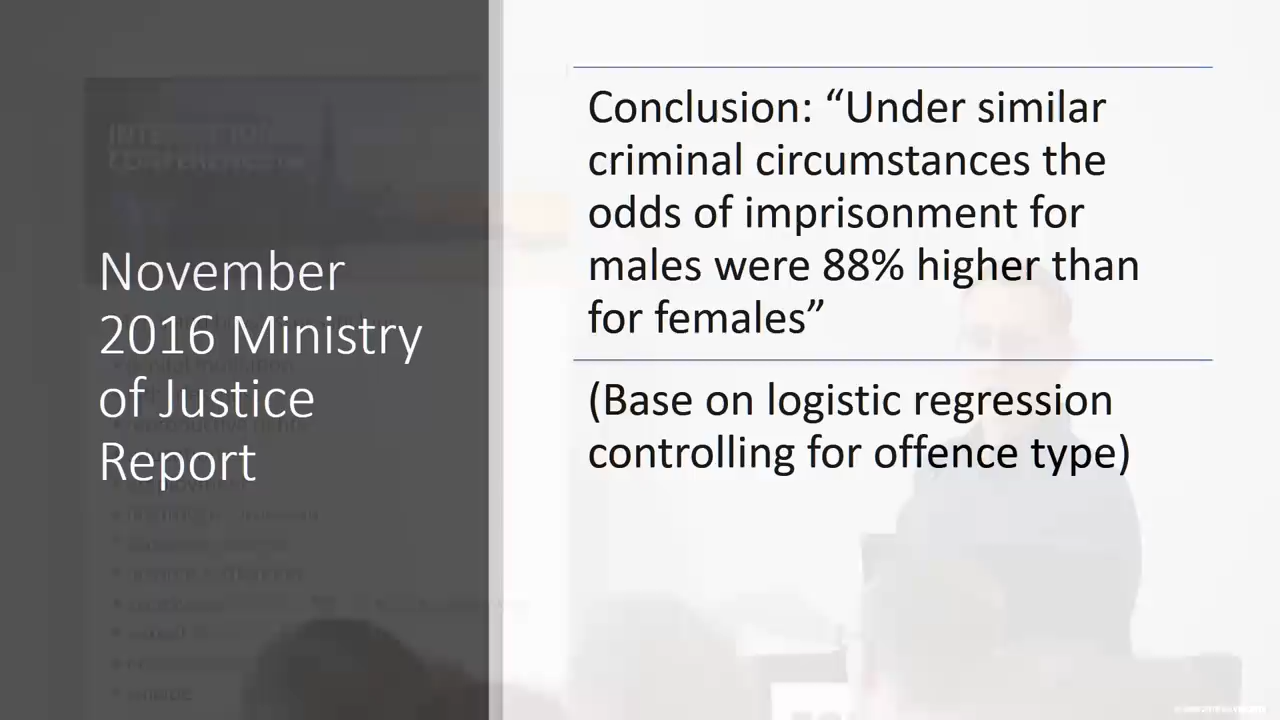 November
2016 Ministry
of Justice
Report
Conclusion: “Under similar
criminal circumstances the
odds of imprisonment for
males were 88% higher than
for females”
(Base on logistic regression
controlling for offence type)